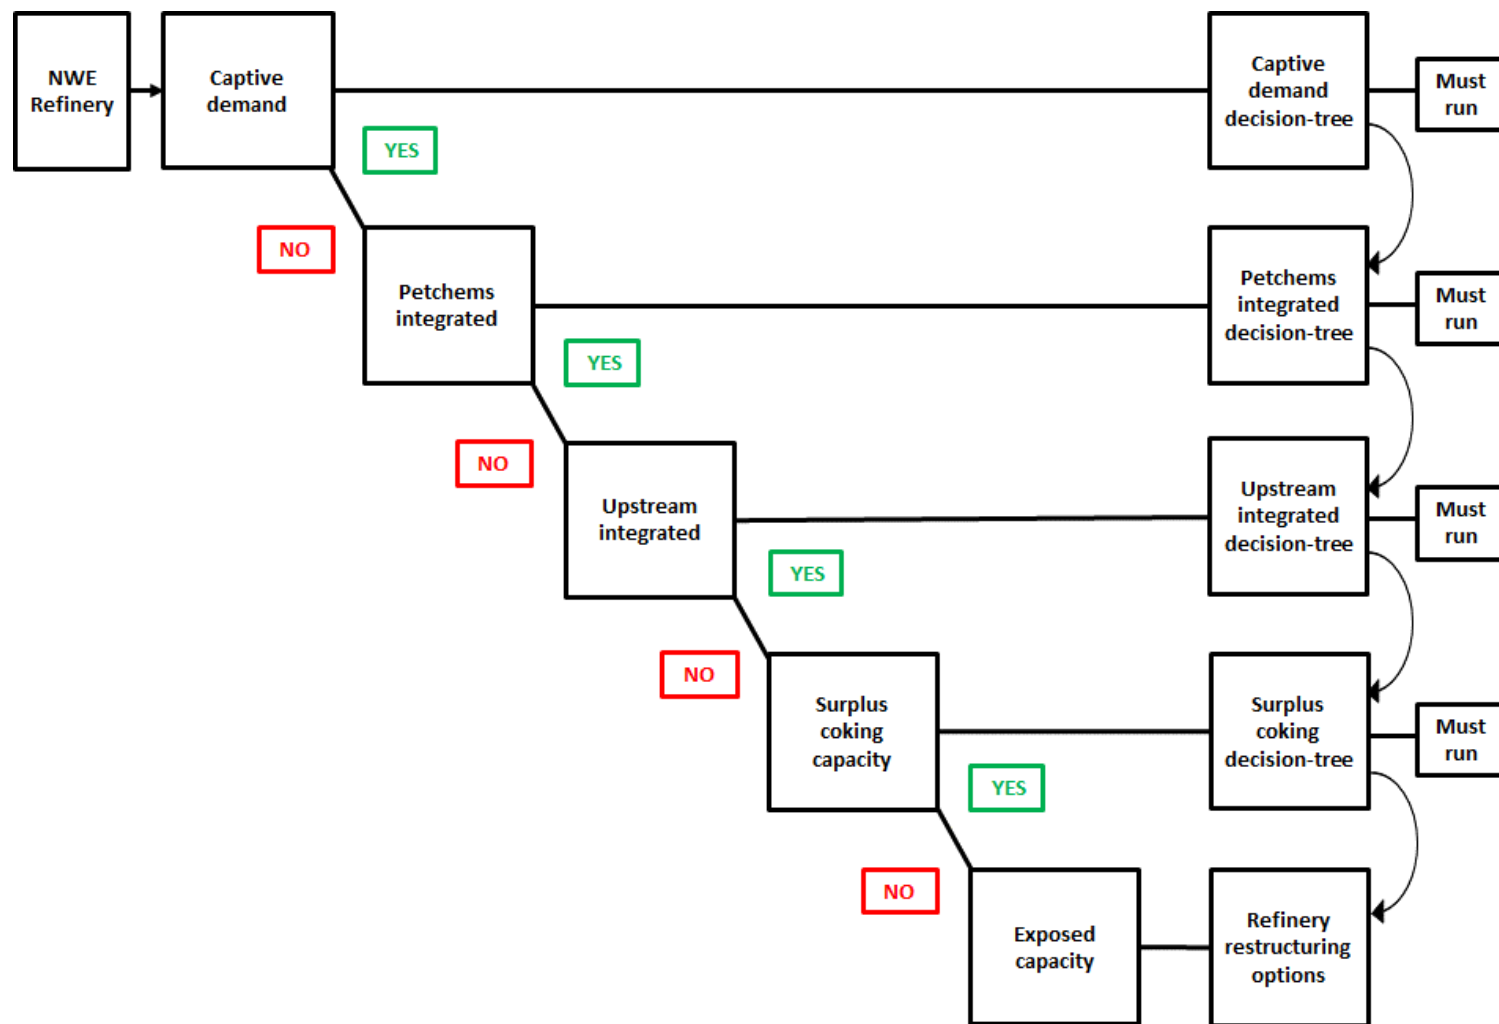 NWE
Refinery
Captive
demand
Captive
demand
decision-tree
Must
run
YES
NO
Petchems
integrated
Petchems
integrated
decision-tree
Must
run
YES
NO
Upstream
integrated
Upstream
integrated
decision-tree
Must
run
YES
NO
Surplus
coking
capacity
Surplus
coking
decision-tree
Must
run
YES
NO
Exposed
capacity
Refinery
restructuring
options